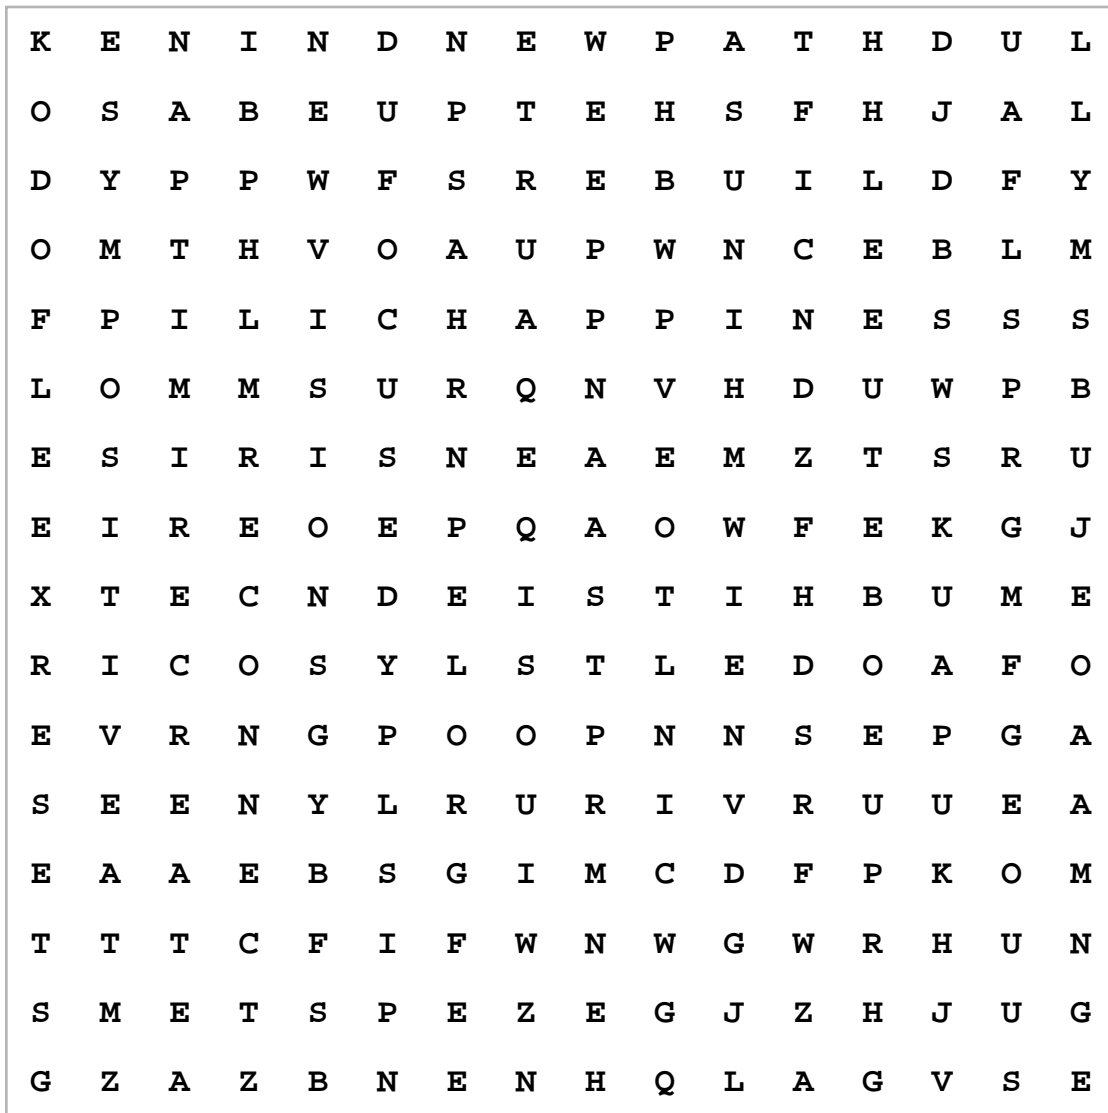 K E N I N D N E W P A T H D U L
O S A B E U P T E H S F H J A L
D Y P P W F S R E B U I L D F Y
O M T H V O A U P W N C E B L M
F P I L I C H A P P I N E S S S
L O M M S U R Q N V H D U W P B
E S I R I S N E A E M Z T S R U
E I R E O E P Q A O W F E K G J
X T E C N D E I S T I H B U M E
R I C O S Y L S T L E D O A F O
E V R N G P O O P N N S E P G A
S E E N Y L R U R I V R U U E A
E A A E B S G I M C D F P K O M
T T T C F I F W N W G W R H U N
S M E T S P E Z E G J Z H J U G
G Z A Z B N E N H Q L A G V S E